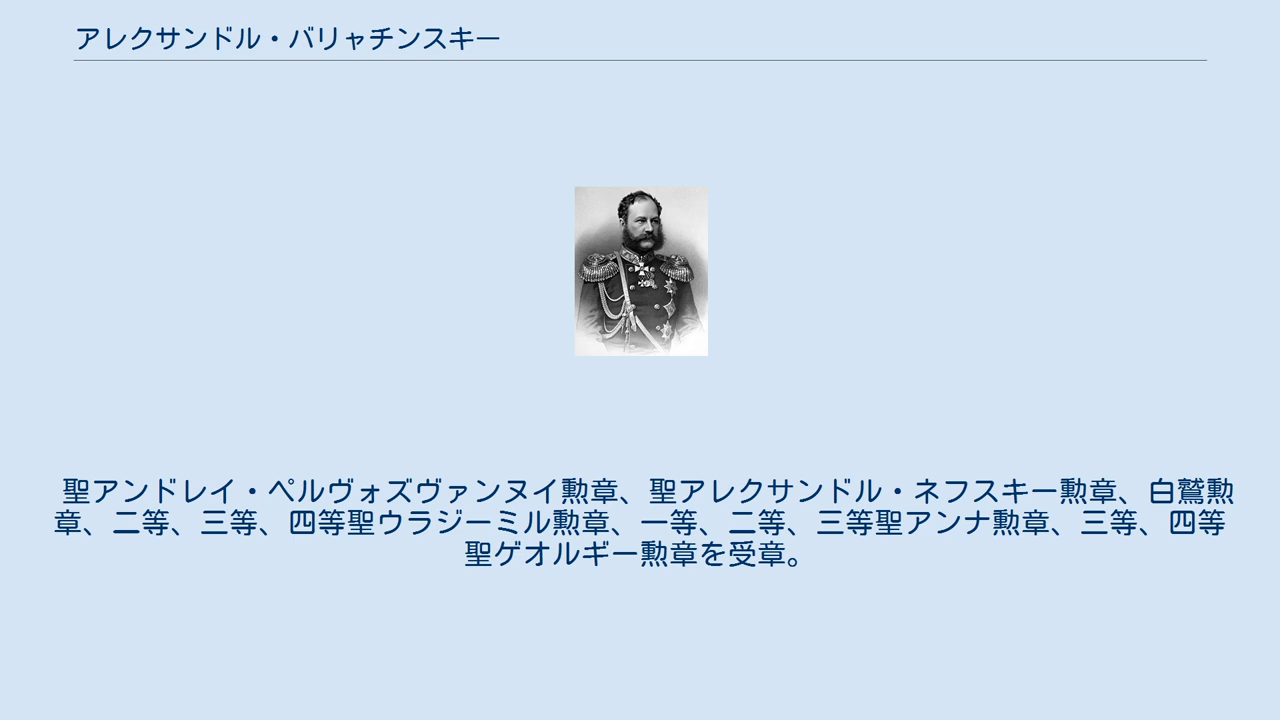 アレクサンドル・バリャチンスキー
聖アンドレイ・ペルヴォズヴァンヌイ勲章、聖アレクサンドル・ネフスキー勲章、白鷲勲
章、二等、三等、四等聖ウラジーミル勲章、一等、二等、三等聖アンナ勲章、三等、四等
聖ゲオルギー勲章を受章。